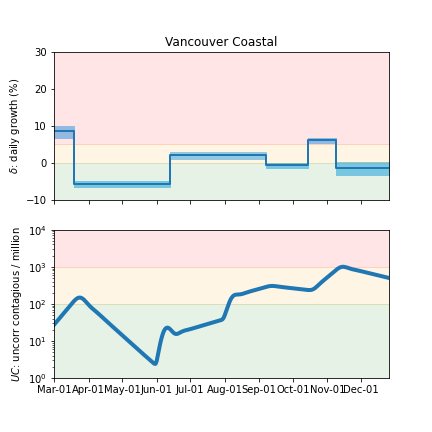 Vancouver Coastal
30
20
10
0
−10
δ: daily growth (%)
10⁴
10³
10²
10¹
10⁰
UC: uncorr contagious / million
Mar-01 Apr-01 May-01 Jun-01 Jul-01 Aug-01 Sep-01 Oct-01 Nov-01 Dec-01